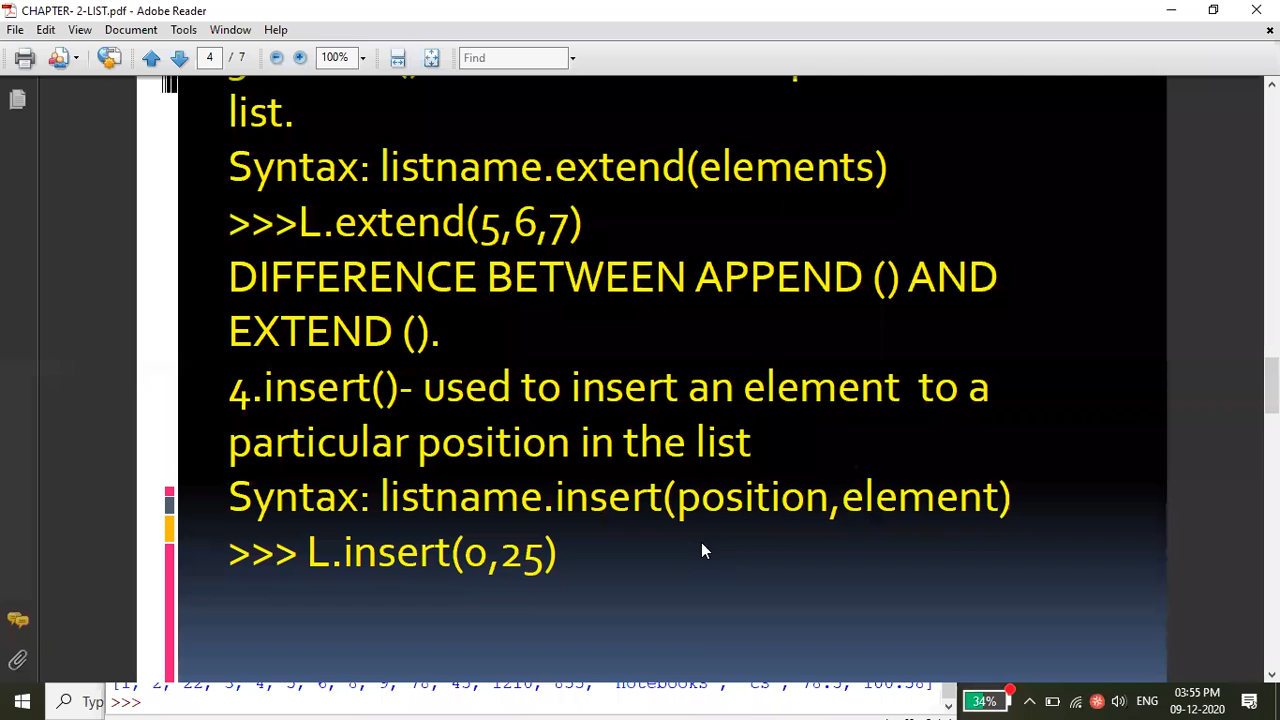 CHAPTER- 2-LIST.pdf - Adobe Reader
File Edit View Document Tools Window Help
4 / 7 100% Find
list.
Syntax: listname.extend(elements)
>>>L.extend(5,6,7)
DIFFERENCE BETWEEN APPEND () AND
EXTEND ().
4.insert()- used to insert an element to a
particular position in the list
Syntax: listname.insert(position,element)
>>> L.insert(0,25)
>>>
Typ
34%
ENG
03:55 PM
09-12-2020